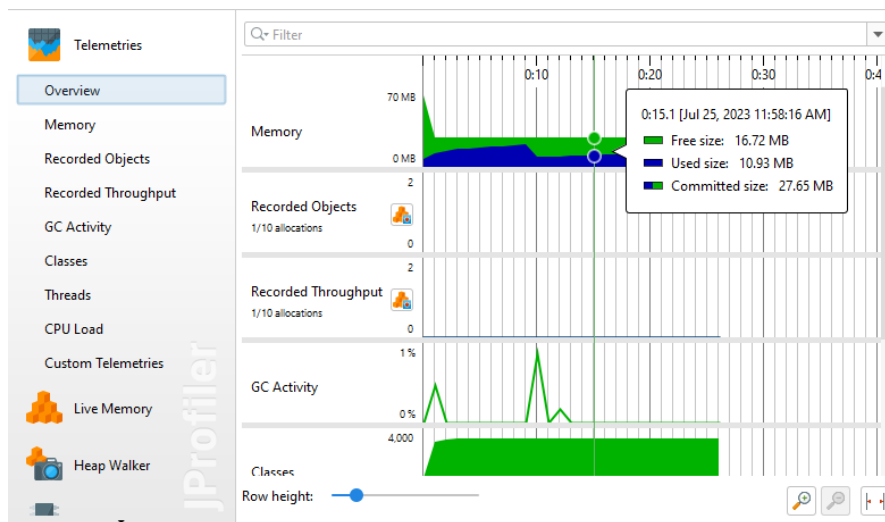 Telemetries
Overview
Memory
Recorded Objects
Recorded Throughput
GC Activity
Classes
Threads
CPU Load
Custom Telemetries
Live Memory
Heap Walker
JProfiler
Filter
0:10
0:20
0:30
0:4
Memory
70 MB
0 MB
0:15.1 [Jul 25, 2023 11:58:16 AM]
Free size: 16.72 MB
Used size: 10.93 MB
Committed size: 27.65 MB
Recorded Objects
1/10 allocations
2
0
Recorded Throughput
1/10 allocations
2
0
GC Activity
1 %
0 %
Classes
4,000
Row height: